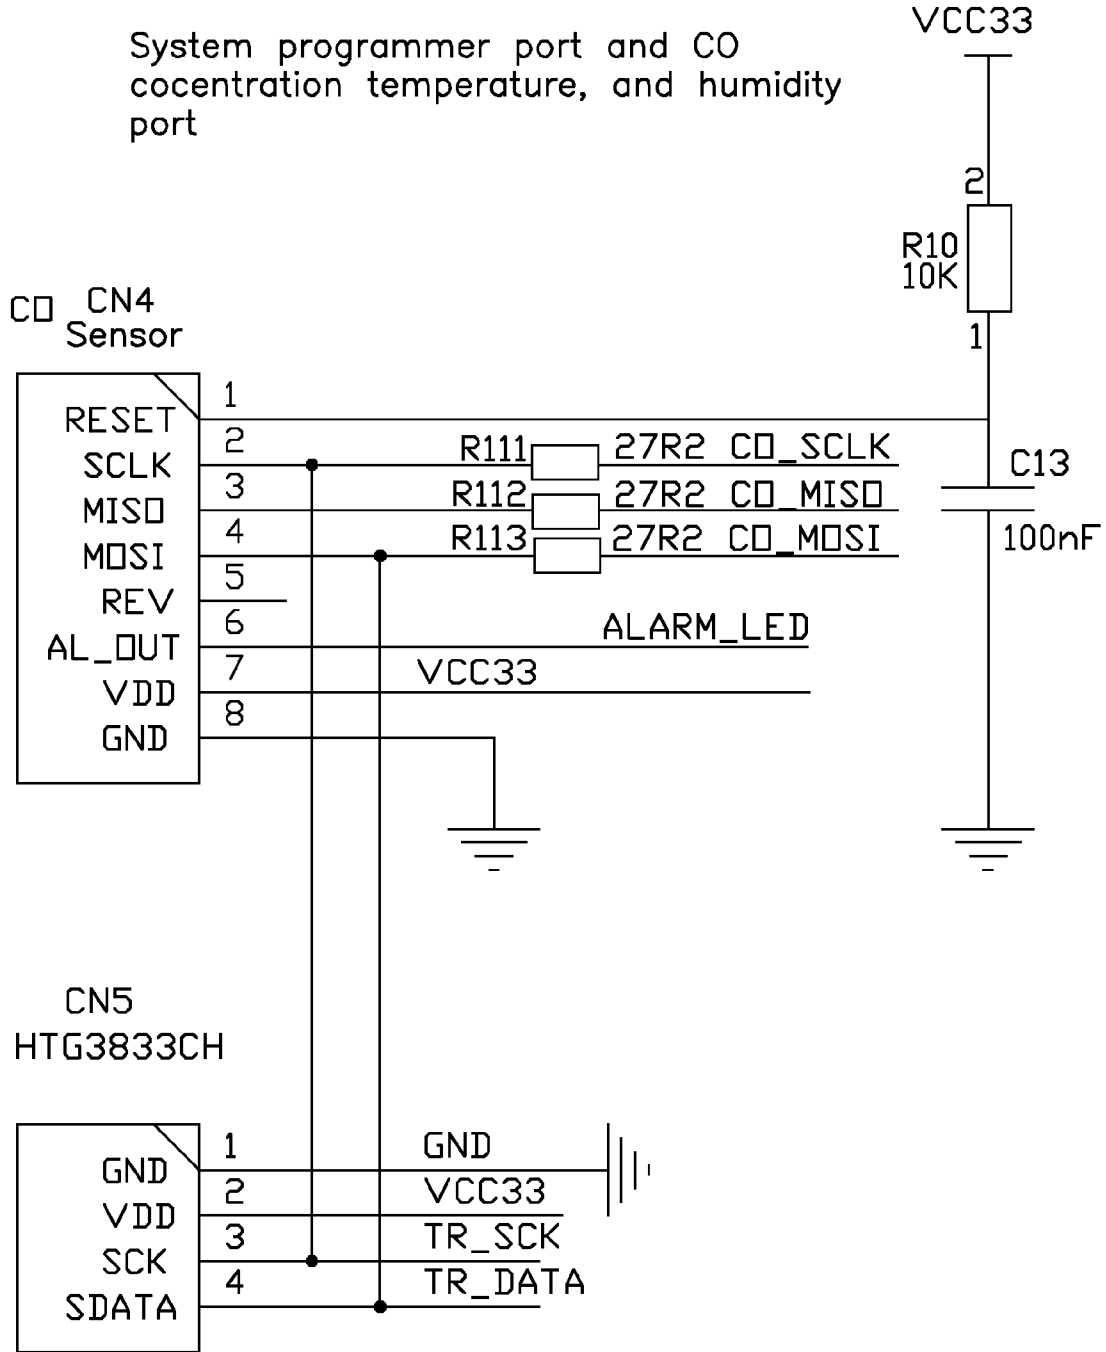 VCC33
System programmer port and CO
cocentration temperature, and humidity
port
2
R10
10K
1
CO CN4
Sensor
RESET 1
SCLK 2 R111 27R2 CO_SCLK
MISO 3 R112 27R2 CO_MISO
MOSI 4 R113 27R2 CO_MOSI
C13
100nF
REV 5
AL_OUT 6 ALARM_LED
VDD 7 VCC33
GND 8
CN5
HTG3833CH
GND 1 GND
VDD 2 VCC33
SCK 3 TR_SCK
SDATA 4 TR_DATA